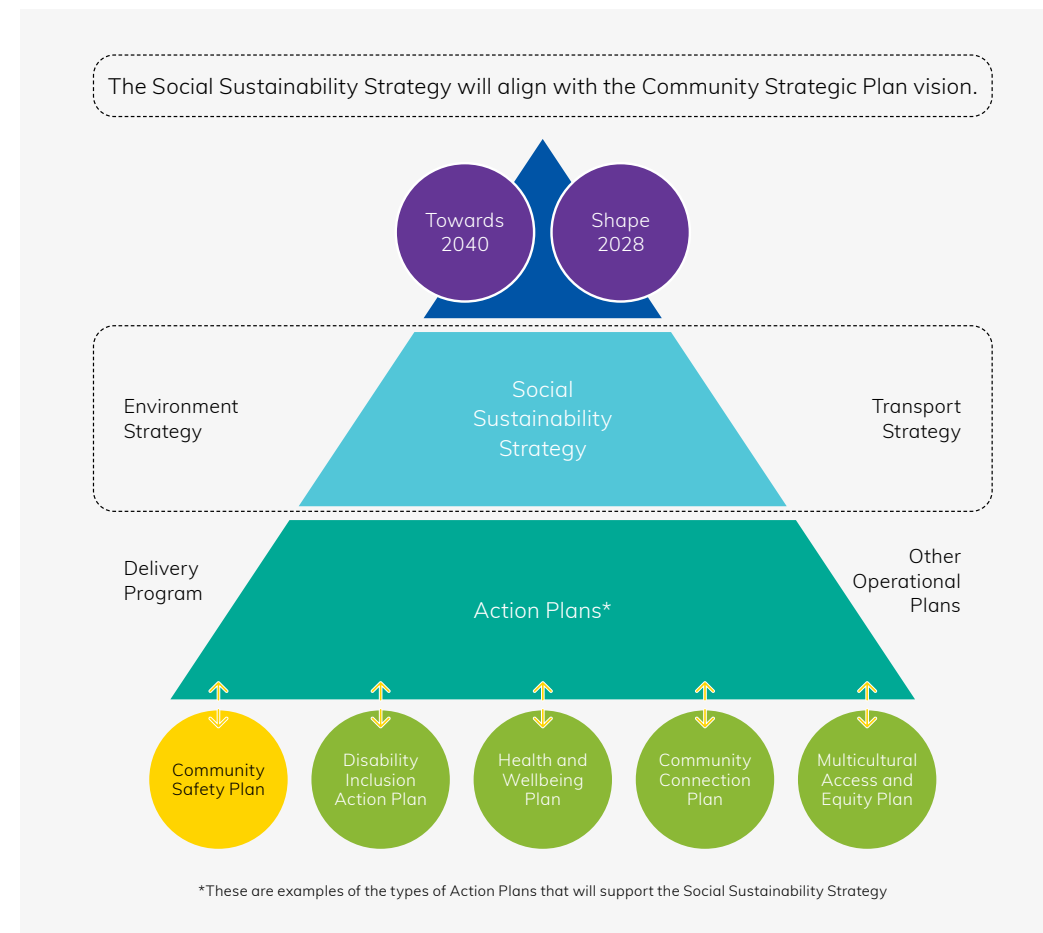 The Social Sustainability Strategy will align with the Community Strategic Plan vision.
Towards
2040
Shape
2028
Environment
Strategy
Social
Sustainability
Strategy
Transport
Strategy
Delivery
Program
Action Plans*
Other
Operational
Plans
Community
Safety Plan
Disability
Inclusion
Action Plan
Health and
Wellbeing
Plan
Community
Connection
Plan
Multicultural
Access and
Equity Plan
*These are examples of the types of Action Plans that will support the Social Sustainability Strategy